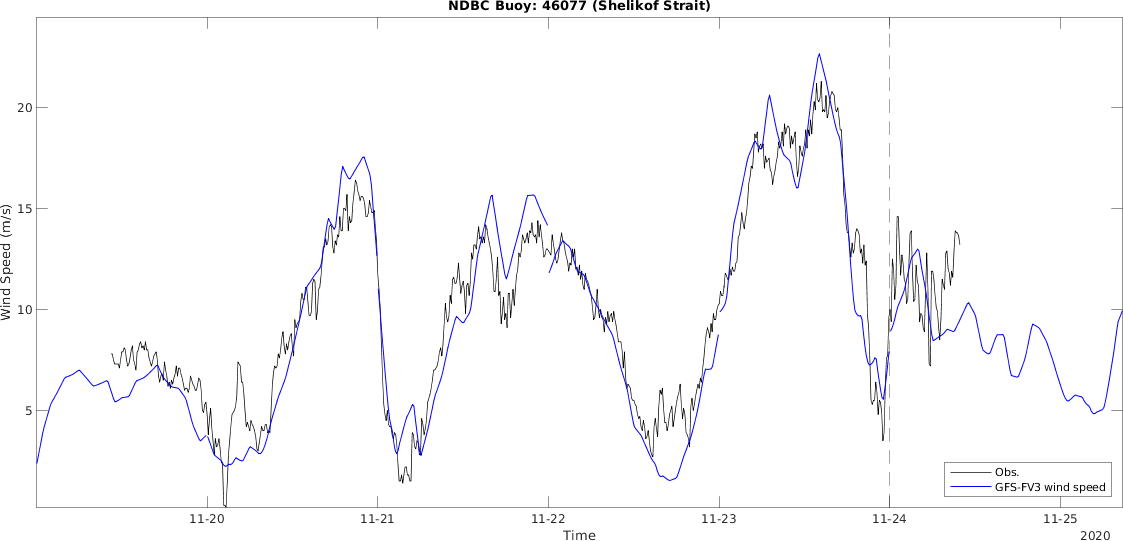 NDBC Buoy: 46077 (Shelikof Strait)
Wind Speed (m/s)
20
15
10
5
Obs.
GFS-FV3 wind speed
11-20
11-21
11-22
11-23
11-24
11-25
Time
2020